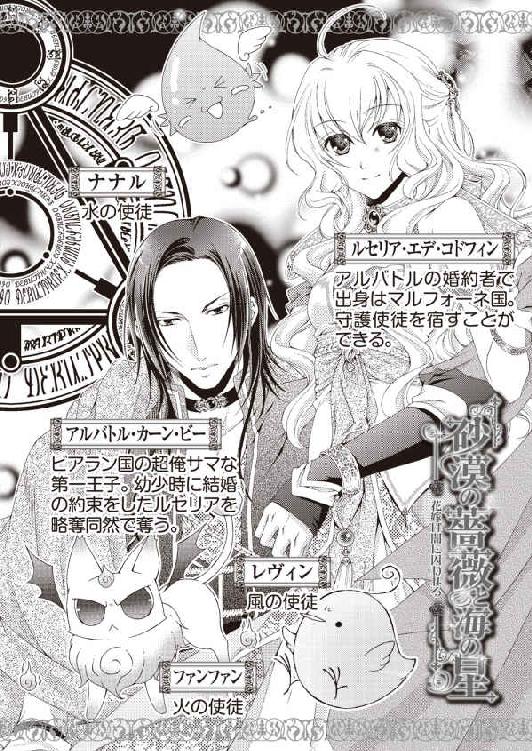 ナナル
水の使徒
ルセリア・エデ・コドフィン
アルバトルの婚約者で
出身はマルフォーネ国。
守護使徒を宿すことが
できる。
アルバトル・カーン・ビー
ヒアラン国の超俺サマな
第一王子。幼少時に結婚
の約束をしたルセリアを
略奪同然で奪う。
レヴィン
風の使徒
ファンファン
火の使徒
砂漠の薔薇と海の星